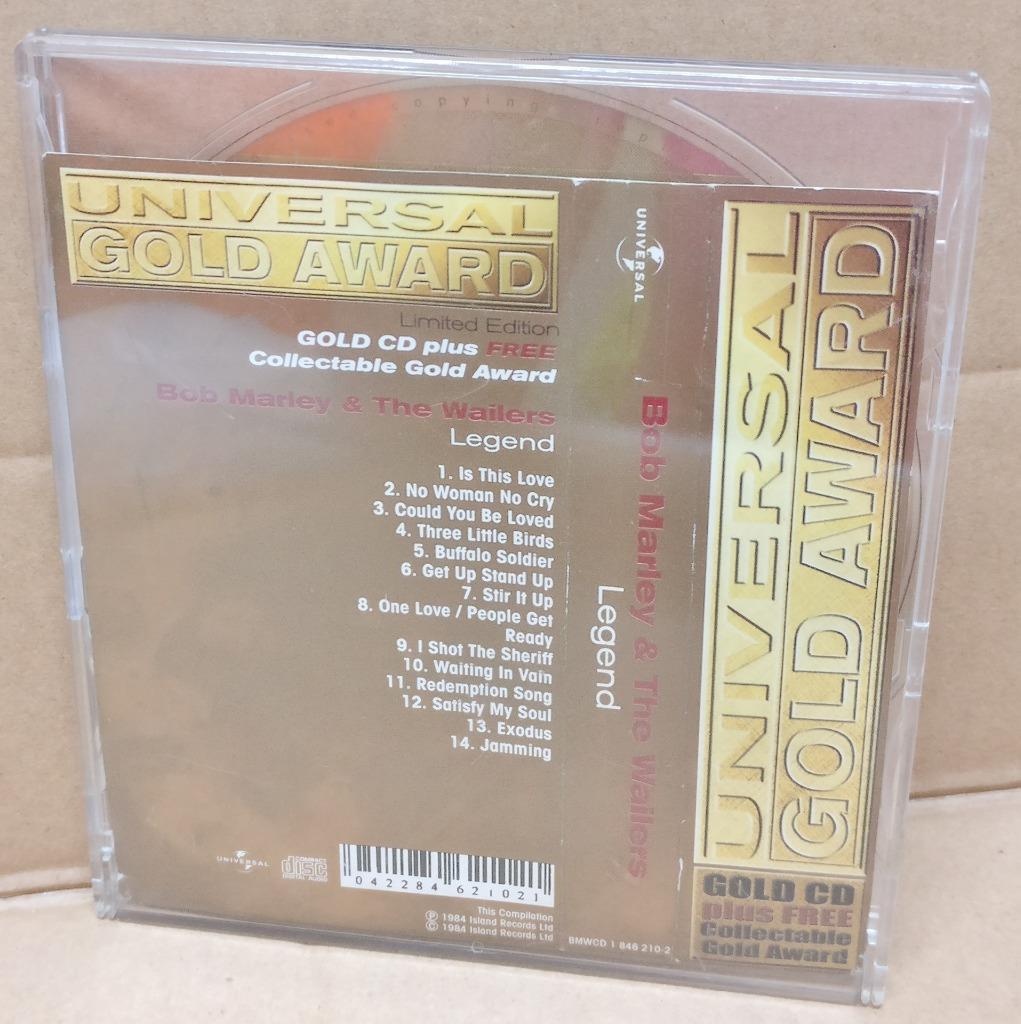 copying
UNIVERSAL
GOLD AWARD
Limited Edition
GOLD CD plus FREE
Collectable Gold Award
Bob Marley & The Wailers
Legend
1. Is This Love
2. No Woman No Cry
3. Could You Be Loved
4. Three Little Birds
5. Buffalo Soldier
6. Get Up Stand Up
7. Stir It Up
8. One Love / People Get
Ready
9. I Shot The Sheriff
10. Waiting In Vain
11. Redemption Song
12. Satisfy My Soul
13. Exodus
14. Jamming
UNIVERSAL
COMPACT
disc
DIGITAL AUDIO
042284 621021
This Compilation
℗ 1984 Island Records Ltd
© 1984 Island Records Ltd
UNIVERSAL
Bob Marley & The Wailers
Legend
BMWCD 1 846 210-2
UNIVERSAL
GOLD AWARD
GOLD CD
plus FREE
Collectable
Gold Award